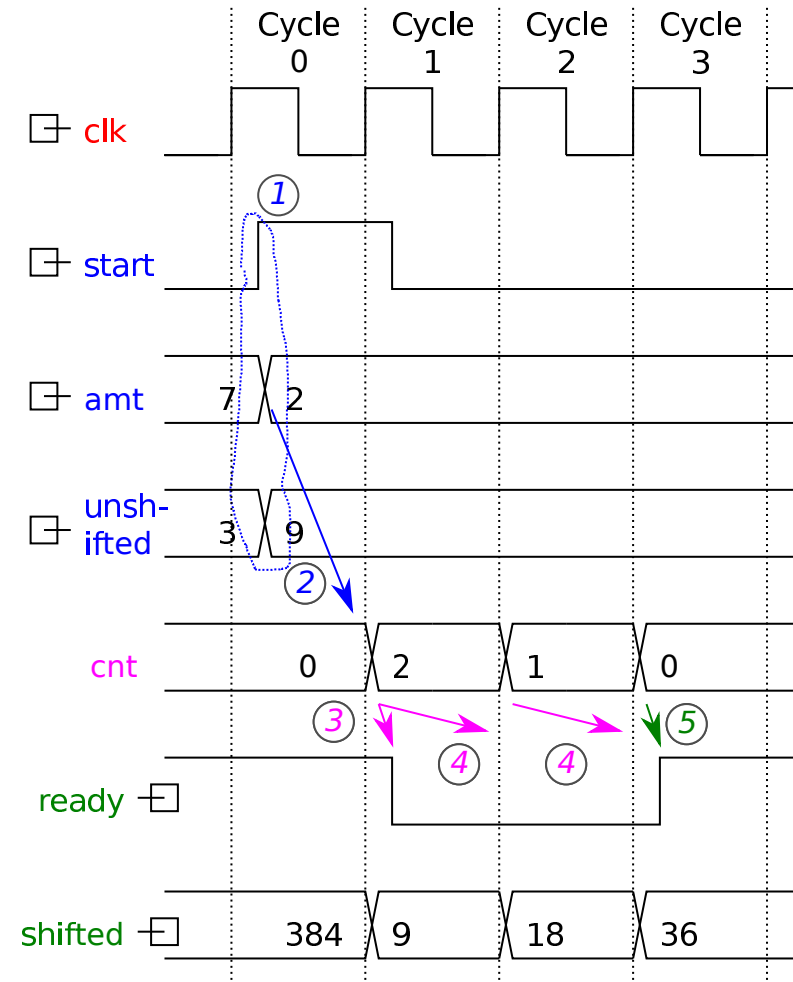 Cycle Cycle Cycle Cycle
0 1 2 3
clk
1
start
amt 7 2
unsh-
ifted 3 9
2
cnt 0 2 1 0
3 4 4 5
ready
shifted 384 9 18 36